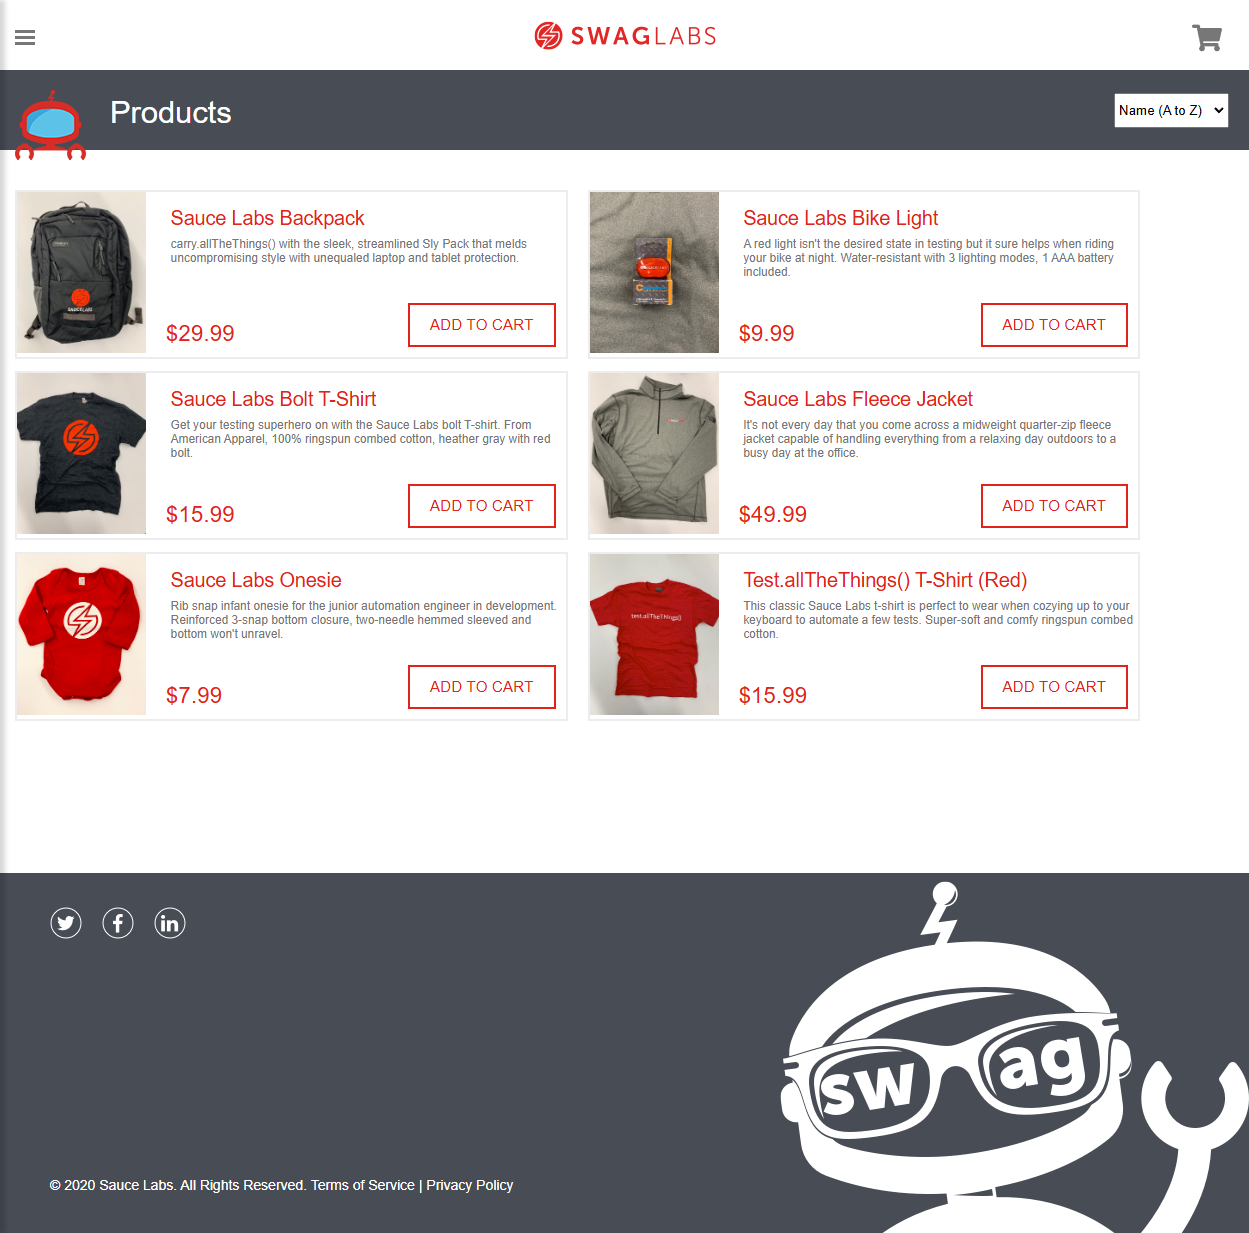 SWAGLABS
Products
Name (A to Z)
Sauce Labs Backpack
carry.allTheThings() with the sleek, streamlined Sly Pack that melds
uncompromising style with unequaled laptop and tablet protection.
$29.99
ADD TO CART
SAUCELABS
Sauce Labs Bike Light
A red light isn't the desired state in testing but it sure helps when riding
your bike at night. Water-resistant with 3 lighting modes, 1 AAA battery
included.
$9.99
ADD TO CART
Sauce Labs Bolt T-Shirt
Get your testing superhero on with the Sauce Labs bolt T-shirt. From
American Apparel, 100% ringspun combed cotton, heather gray with red
bolt.
$15.99
ADD TO CART
Sauce Labs Fleece Jacket
It's not every day that you come across a midweight quarter-zip fleece
jacket capable of handling everything from a relaxing day outdoors to a
busy day at the office.
$49.99
ADD TO CART
Sauce Labs Onesie
Rib snap infant onesie for the junior automation engineer in development.
Reinforced 3-snap bottom closure, two-needle hemmed sleeved and
bottom won't unravel.
$7.99
ADD TO CART
test.allTheThings()
Test.allTheThings() T-Shirt (Red)
This classic Sauce Labs t-shirt is perfect to wear when cozying up to your
keyboard to automate a few tests. Super-soft and comfy ringspun combed
cotton.
$15.99
ADD TO CART
swag
© 2020 Sauce Labs. All Rights Reserved. Terms of Service | Privacy Policy